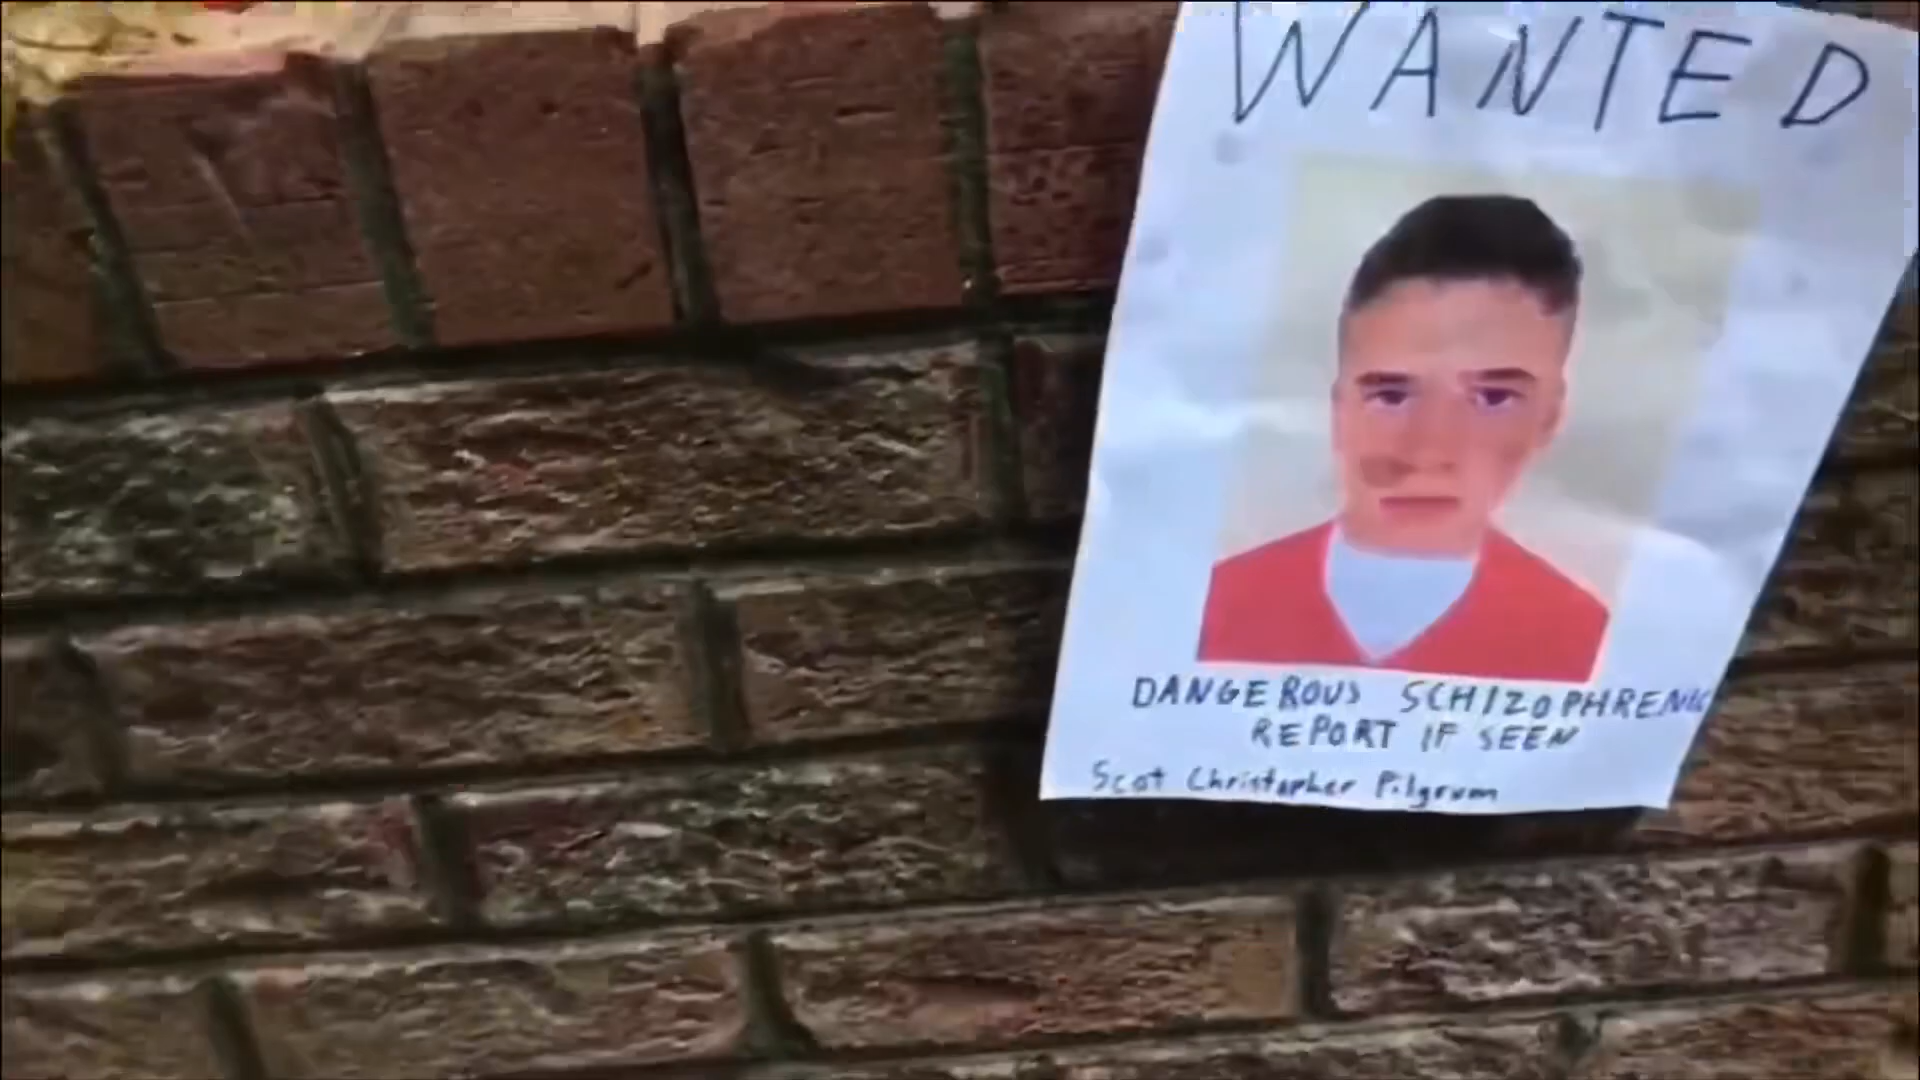 WANTED
DANGEROUS SCHIZOPHRENIC
REPORT IF SEEN
Scot Christopher Pilgrum